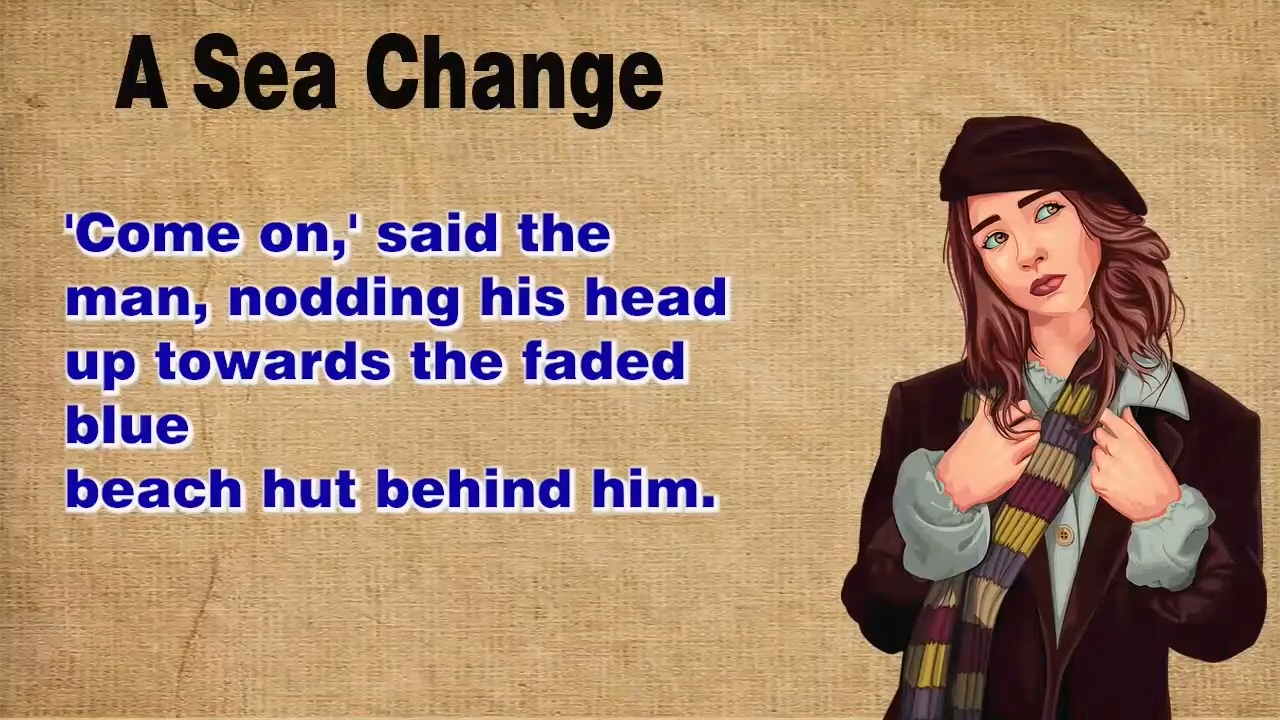 A Sea Change
'Come on,' said the
man, nodding his head
up towards the faded
blue
beach hut behind him.